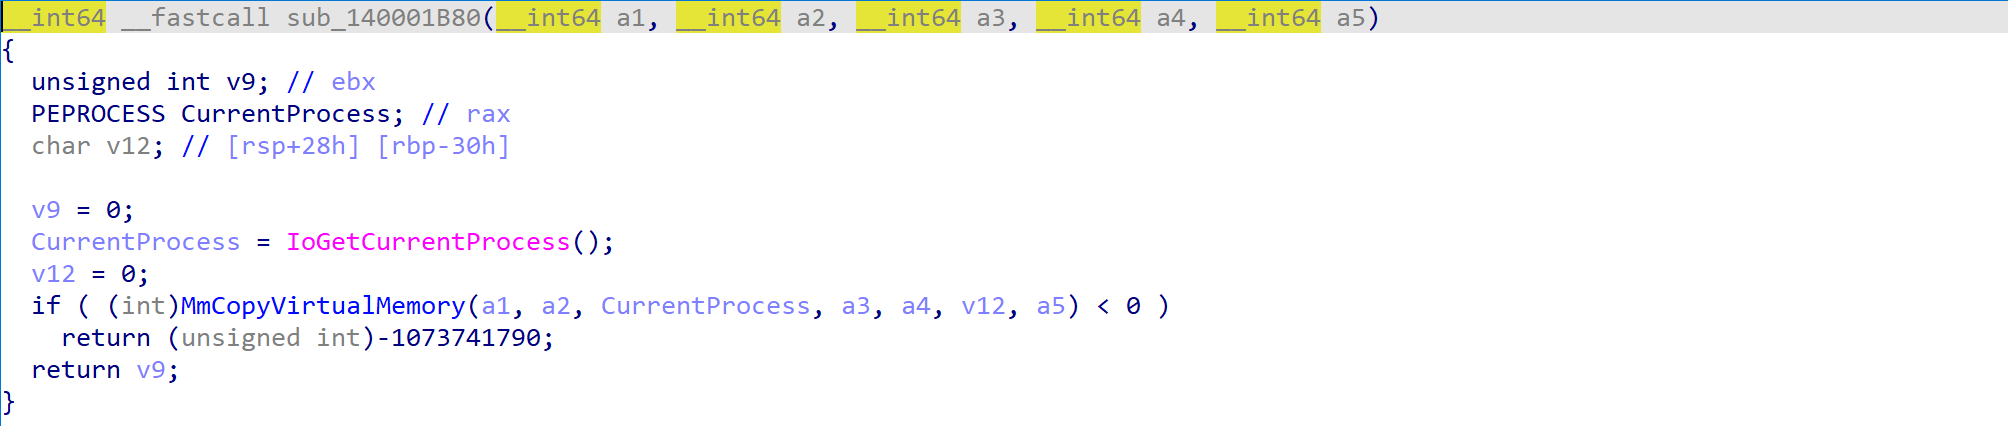 __int64 __fastcall sub_140001B80(__int64 a1, __int64 a2, __int64 a3, __int64 a4, __int64 a5)
{
  unsigned int v9; // ebx
  PEPROCESS CurrentProcess; // rax
  char v12; // [rsp+28h] [rbp-30h]

  v9 = 0;
  CurrentProcess = IoGetCurrentProcess();
  v12 = 0;
  if ( (int)MmCopyVirtualMemory(a1, a2, CurrentProcess, a3, a4, v12, a5) < 0 )
    return (unsigned int)-1073741790;
  return v9;
}